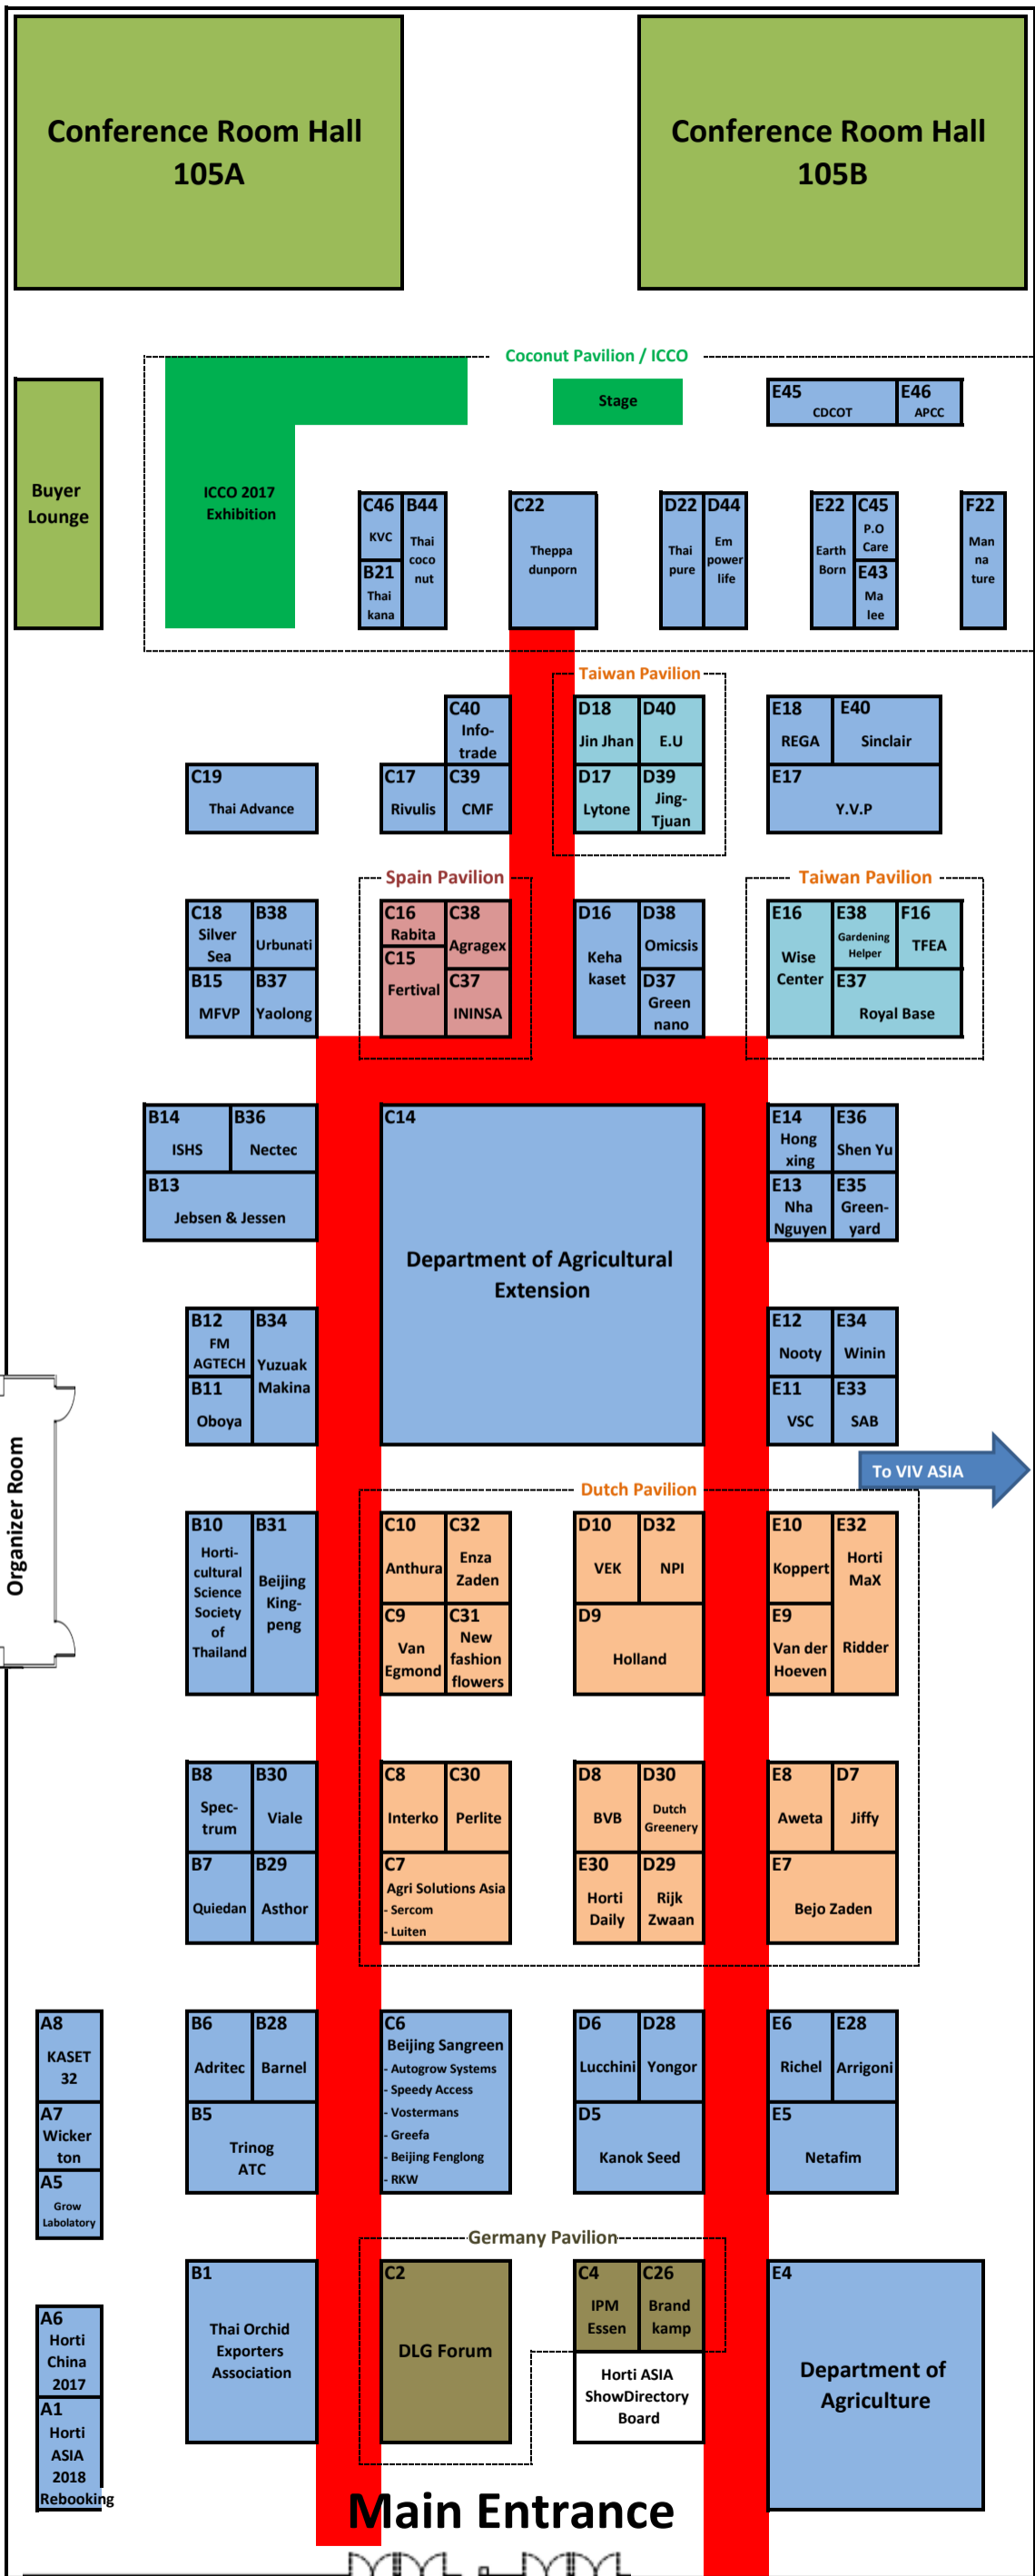 Conference Room Hall
105A
Conference Room Hall
105B
Coconut Pavilion / ICCO
Stage
E45
CDCOT
E46
APCC
Buyer
Lounge
ICCO 2017
Exhibition
C46
KVC
B21
Thai
kana
B44
Thai
coco
nut
C22
Theppa
dunporn
D22
Thai
pure
D44
Em
power
life
E22
Earth
Born
C45
P.O
Care
E43
Ma
lee
F22
Man
na
ture
Taiwan Pavilion
C40
Info-
trade
C19
Thai Advance
C17
Rivulis
C39
CMF
D18
Jin Jhan
D40
E.U
D17
Lytone
D39
Jing-
Tjuan
E18
REGA
E40
Sinclair
E17
Y.V.P
Spain Pavilion
Taiwan Pavilion
C18
Silver
Sea
B38
Urbunati
B15
MFVP
B37
Yaolong
C16
Rabita
C15
Fertival
C38
Agragex
C37
ININSA
D16
Keha
kaset
D38
Omicsis
D37
Green
nano
E16
Wise
Center
E38
Gardening
Helper
F16
TFEA
E37
Royal Base
B14
ISHS
B36
Nectec
B13
Jebsen & Jessen
C14
Department of Agricultural
Extension
E14
Hong
xing
E36
Shen Yu
E13
Nha
Nguyen
E35
Green-
yard
B12
FM
AGTECH
B11
Oboya
B34
Yuzuak
Makina
E12
Nooty
E34
Winin
E11
VSC
E33
SAB
Organizer Room
To VIV ASIA
Dutch Pavilion
B10
Horti-
cultural
Science
Society
of
Thailand
B31
Beijing
King-
peng
C10
Anthura
C32
Enza
Zaden
C9
Van
Egmond
C31
New
fashion
flowers
D10
VEK
D32
NPI
D9
Holland
E10
Koppert
E9
Van der
Hoeven
E32
Horti
MaX
Ridder
B8
Spec-
trum
B30
Viale
B7
Quiedan
B29
Asthor
C8
Interko
C30
Perlite
C7
Agri Solutions Asia
- Sercom
- Luiten
D8
BVB
D30
Dutch
Greenery
E30
Horti
Daily
D29
Rijk
Zwaan
E8
Aweta
D7
Jiffy
E7
Bejo Zaden
A8
KASET
32
A7
Wicker
ton
A5
Grow
Labolatory
B6
Adritec
B28
Barnel
B5
Trinog
ATC
C6
Beijing Sangreen
- Autogrow Systems
- Speedy Access
- Vostermans
- Greefa
- Beijing Fenglong
- RKW
D6
Lucchini
D28
Yongor
D5
Kanok Seed
E6
Richel
E28
Arrigoni
E5
Netafim
Germany Pavilion
A6
Horti
China
2017
A1
Horti
ASIA
2018
Rebooking
B1
Thai Orchid
Exporters
Association
C2
DLG Forum
C4
IPM
Essen
C26
Brand
kamp
Horti ASIA
ShowDirectory
Board
E4
Department of
Agriculture
Main Entrance